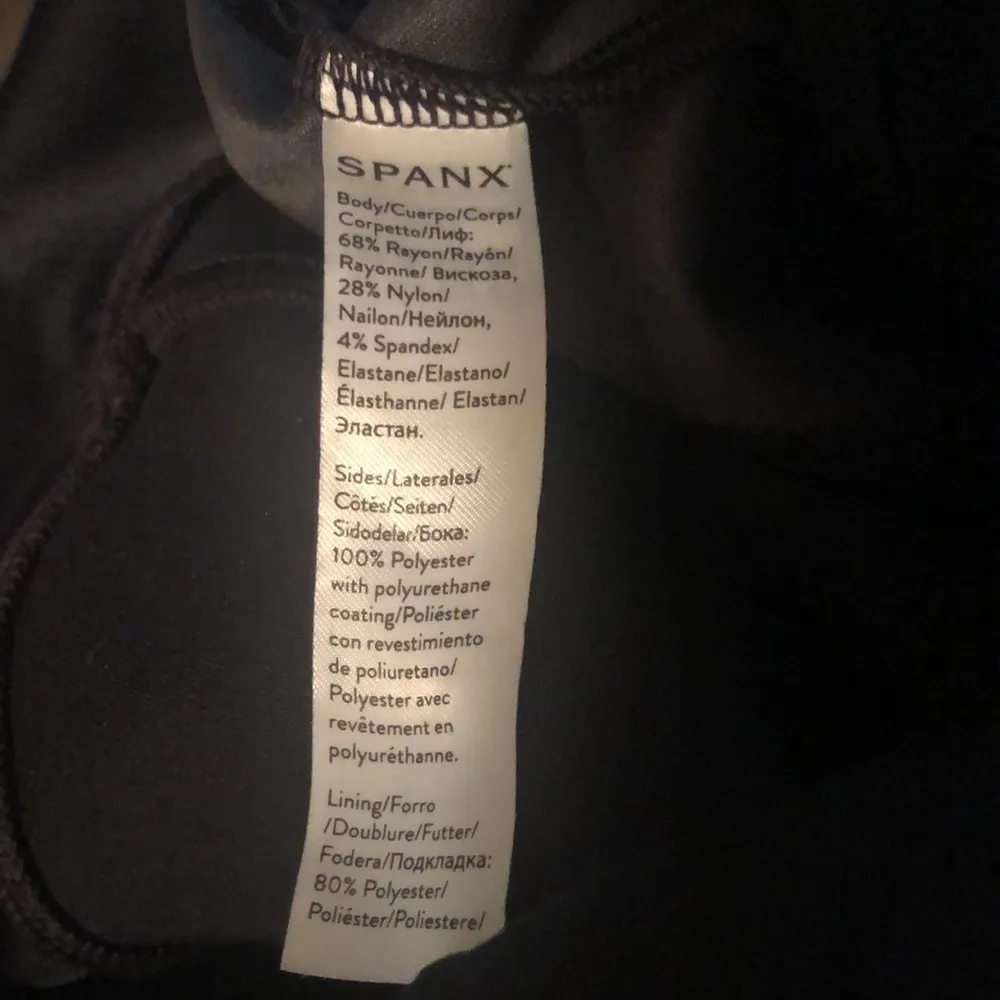 SPANX
Body/Cuerpo/Corps/
Corpetto/Лиф:
68% Rayon/Rayón/
Rayonne/ Вискоза,
28% Nylon/
Nailon/Нейлон,
4% Spandex/
Elastane/Elastano/
Élasthanne/ Elastan/
Эластан.
Sides/Laterales/
Côtés/Seiten/
Sidodelar/Бока:
100% Polyester
with polyurethane
coating/Poliéster
con revestimiento
de poliuretano/
Polyester avec
revêtement en
polyuréthanne.
Lining/Forro
/Doublure/Futter/
Fodera/Подкладка:
80% Polyester/
Poliéster/Poliestere/